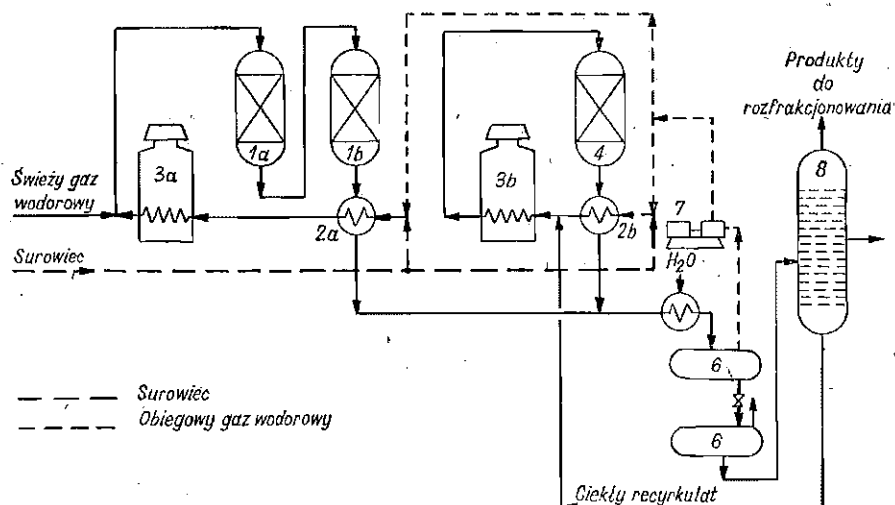 Produkty
do
rozfrakcjonowania
1a
1b
4
8
3a
3b
Świeży gaz
wodorowy
2a
2b
7
Surowiec
H2O
6
Surowiec
Obiegowy gaz wodorowy
6
Ciekły recyrkulat